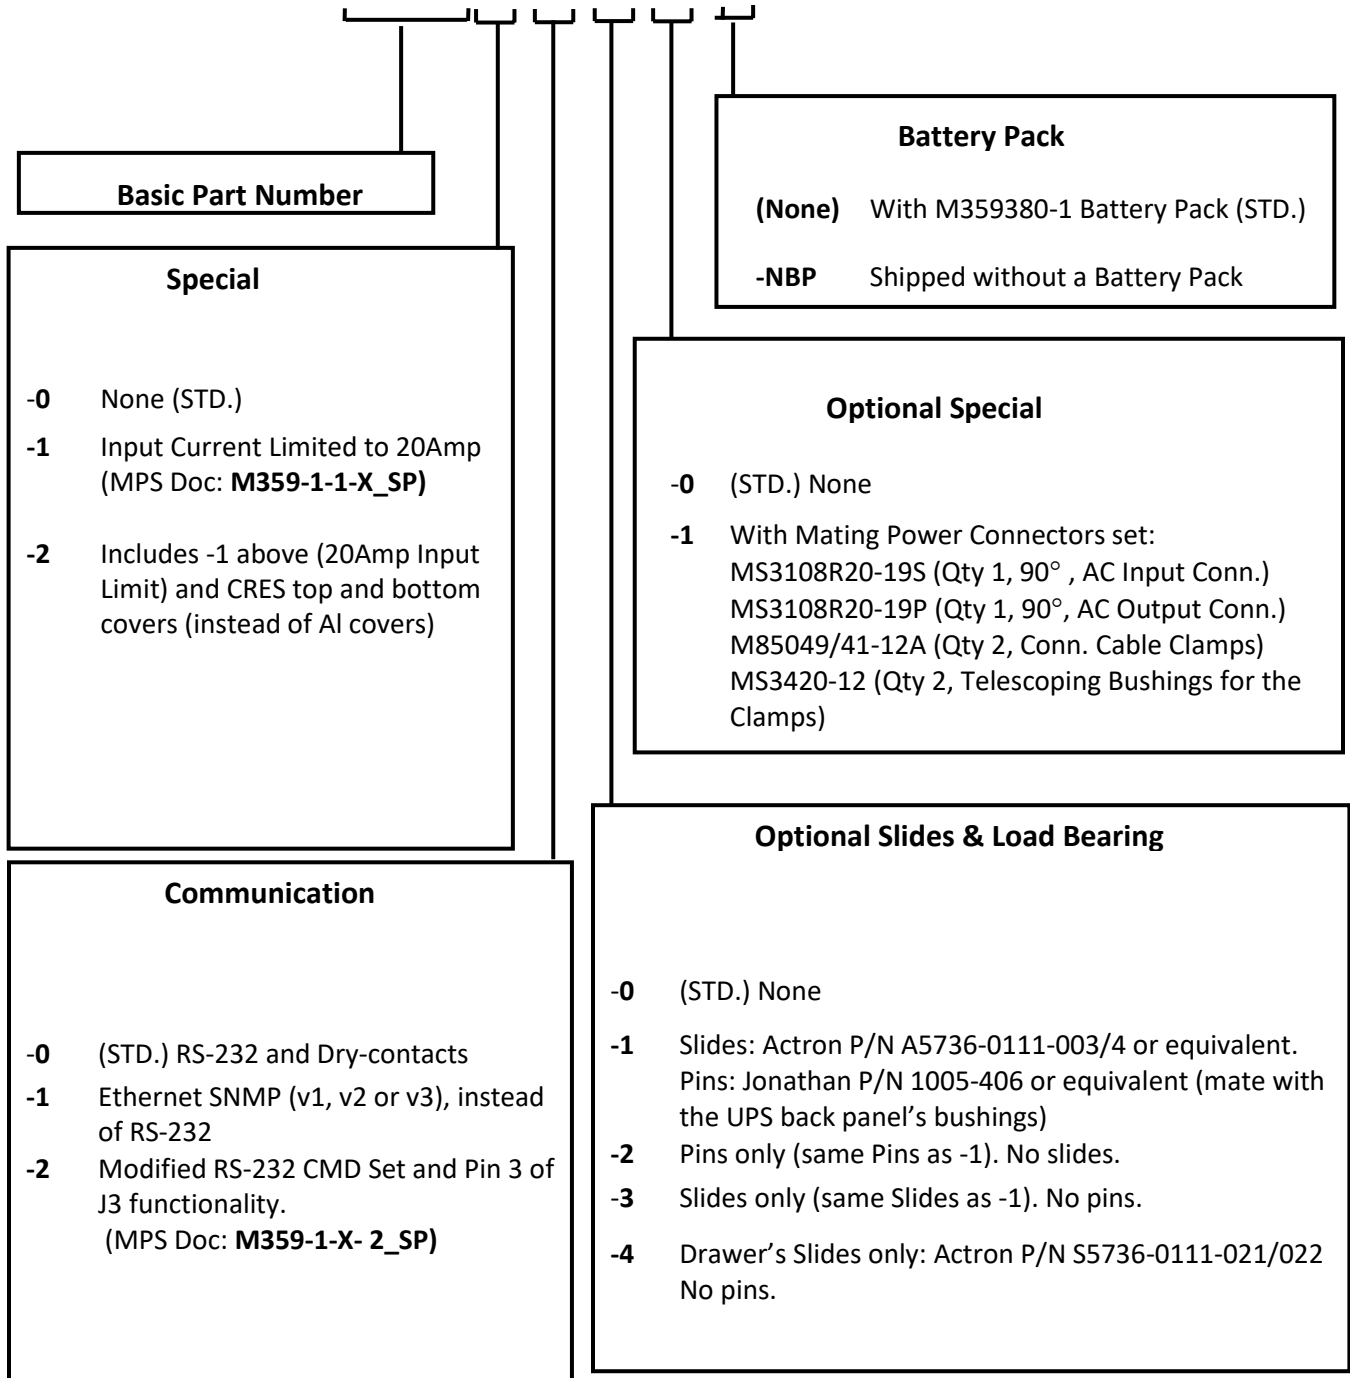 Basic Part Number
Battery Pack
(None) With M359380-1 Battery Pack (STD.)
-NBP Shipped without a Battery Pack
Special
-0 None (STD.)
-1 Input Current Limited to 20Amp
(MPS Doc: M359-1-1-X_SP)
-2 Includes -1 above (20Amp Input
Limit) and CRES top and bottom
covers (instead of Al covers)
Optional Special
-0 (STD.) None
-1 With Mating Power Connectors set:
MS3108R20-19S (Qty 1, 90° , AC Input Conn.)
MS3108R20-19P (Qty 1, 90°, AC Output Conn.)
M85049/41-12A (Qty 2, Conn. Cable Clamps)
MS3420-12 (Qty 2, Telescoping Bushings for the
Clamps)
Communication
-0 (STD.) RS-232 and Dry-contacts
-1 Ethernet SNMP (v1, v2 or v3), instead
of RS-232
-2 Modified RS-232 CMD Set and Pin 3 of
J3 functionality.
(MPS Doc: M359-1-X- 2_SP)
Optional Slides & Load Bearing
-0 (STD.) None
-1 Slides: Actron P/N A5736-0111-003/4 or equivalent.
Pins: Jonathan P/N 1005-406 or equivalent (mate with
the UPS back panel's bushings)
-2 Pins only (same Pins as -1). No slides.
-3 Slides only (same Slides as -1). No pins.
-4 Drawer's Slides only: Actron P/N S5736-0111-021/022
No pins.